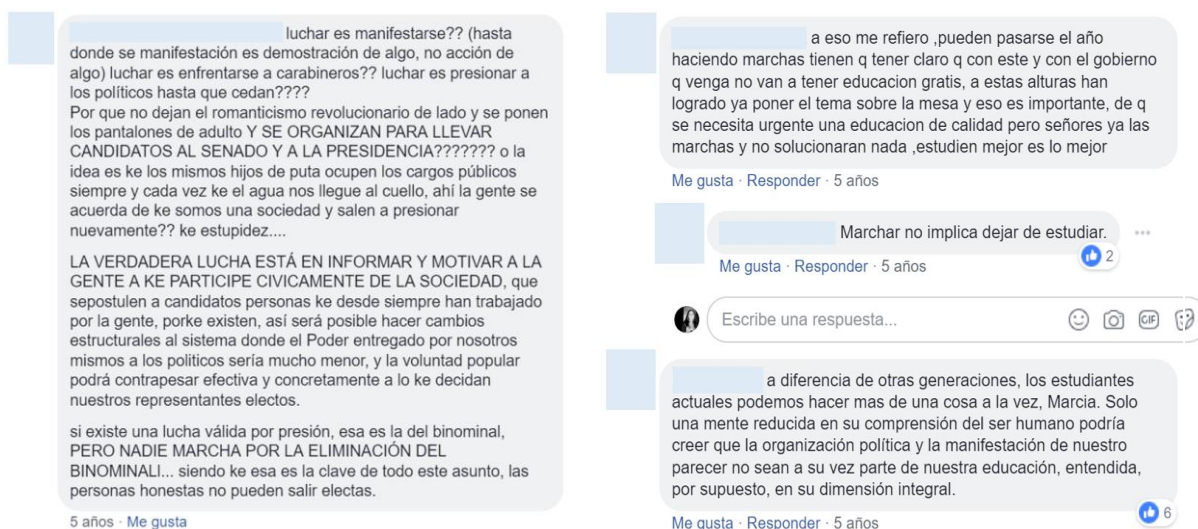 luchar es manifestarse?? (hasta
donde se manifestación es demostración de algo, no acción de
algo) luchar es enfrentarse a carabineros?? luchar es presionar a
los políticos hasta que cedan????
Por que no dejan el romanticismo revolucionario de lado y se ponen
los pantalones de adulto Y SE ORGANIZAN PARA LLEVAR
CANDIDATOS AL SENADO Y A LA PRESIDENCIA??????? o la
idea es ke los mismos hijos de puta ocupen los cargos públicos
siempre y cada vez ke el agua nos llegue al cuello, ahí la gente se
acuerda de ke somos una sociedad y salen a presionar
nuevamente?? ke estupidez....
LA VERDADERA LUCHA ESTÁ EN INFORMAR Y MOTIVAR A LA
GENTE A KE PARTICIPE CIVICAMENTE DE LA SOCIEDAD, que
sepostulen a candidatos personas ke desde siempre han trabajado
por la gente, porke existen, así será posible hacer cambios
estructurales al sistema donde el Poder entregado por nosotros
mismos a los politicos sería mucho menor, y la voluntad popular
podrá contrapesar efectiva y concretamente a lo ke decidan
nuestros representantes electos.
si existe una lucha válida por presión, esa es la del binominal,
PERO NADIE MARCHA POR LA ELIMINACIÓN DEL
BINOMINALI... siendo ke esa es la clave de todo este asunto, las
personas honestas no pueden salir electas.
5 años · Me gusta
a eso me refiero ,pueden pasarse el año
haciendo marchas tienen q tener claro q con este y con el gobierno
q venga no van a tener educacion gratis, a estas alturas han
logrado ya poner el tema sobre la mesa y eso es importante, de q
se necesita urgente una educacion de calidad pero señores ya las
marchas y no solucionaran nada ,estudien mejor es lo mejor
Me gusta · Responder · 5 años
Marchar no implica dejar de estudiar.
2
Me gusta · Responder · 5 años
Escribe una respuesta...
GIF
a diferencia de otras generaciones, los estudiantes
actuales podemos hacer mas de una cosa a la vez, Marcia. Solo
una mente reducida en su comprensión del ser humano podría
creer que la organización política y la manifestación de nuestro
parecer no sean a su vez parte de nuestra educación, entendida,
por supuesto, en su dimensión integral.
6
Me gusta · Responder · 5 años